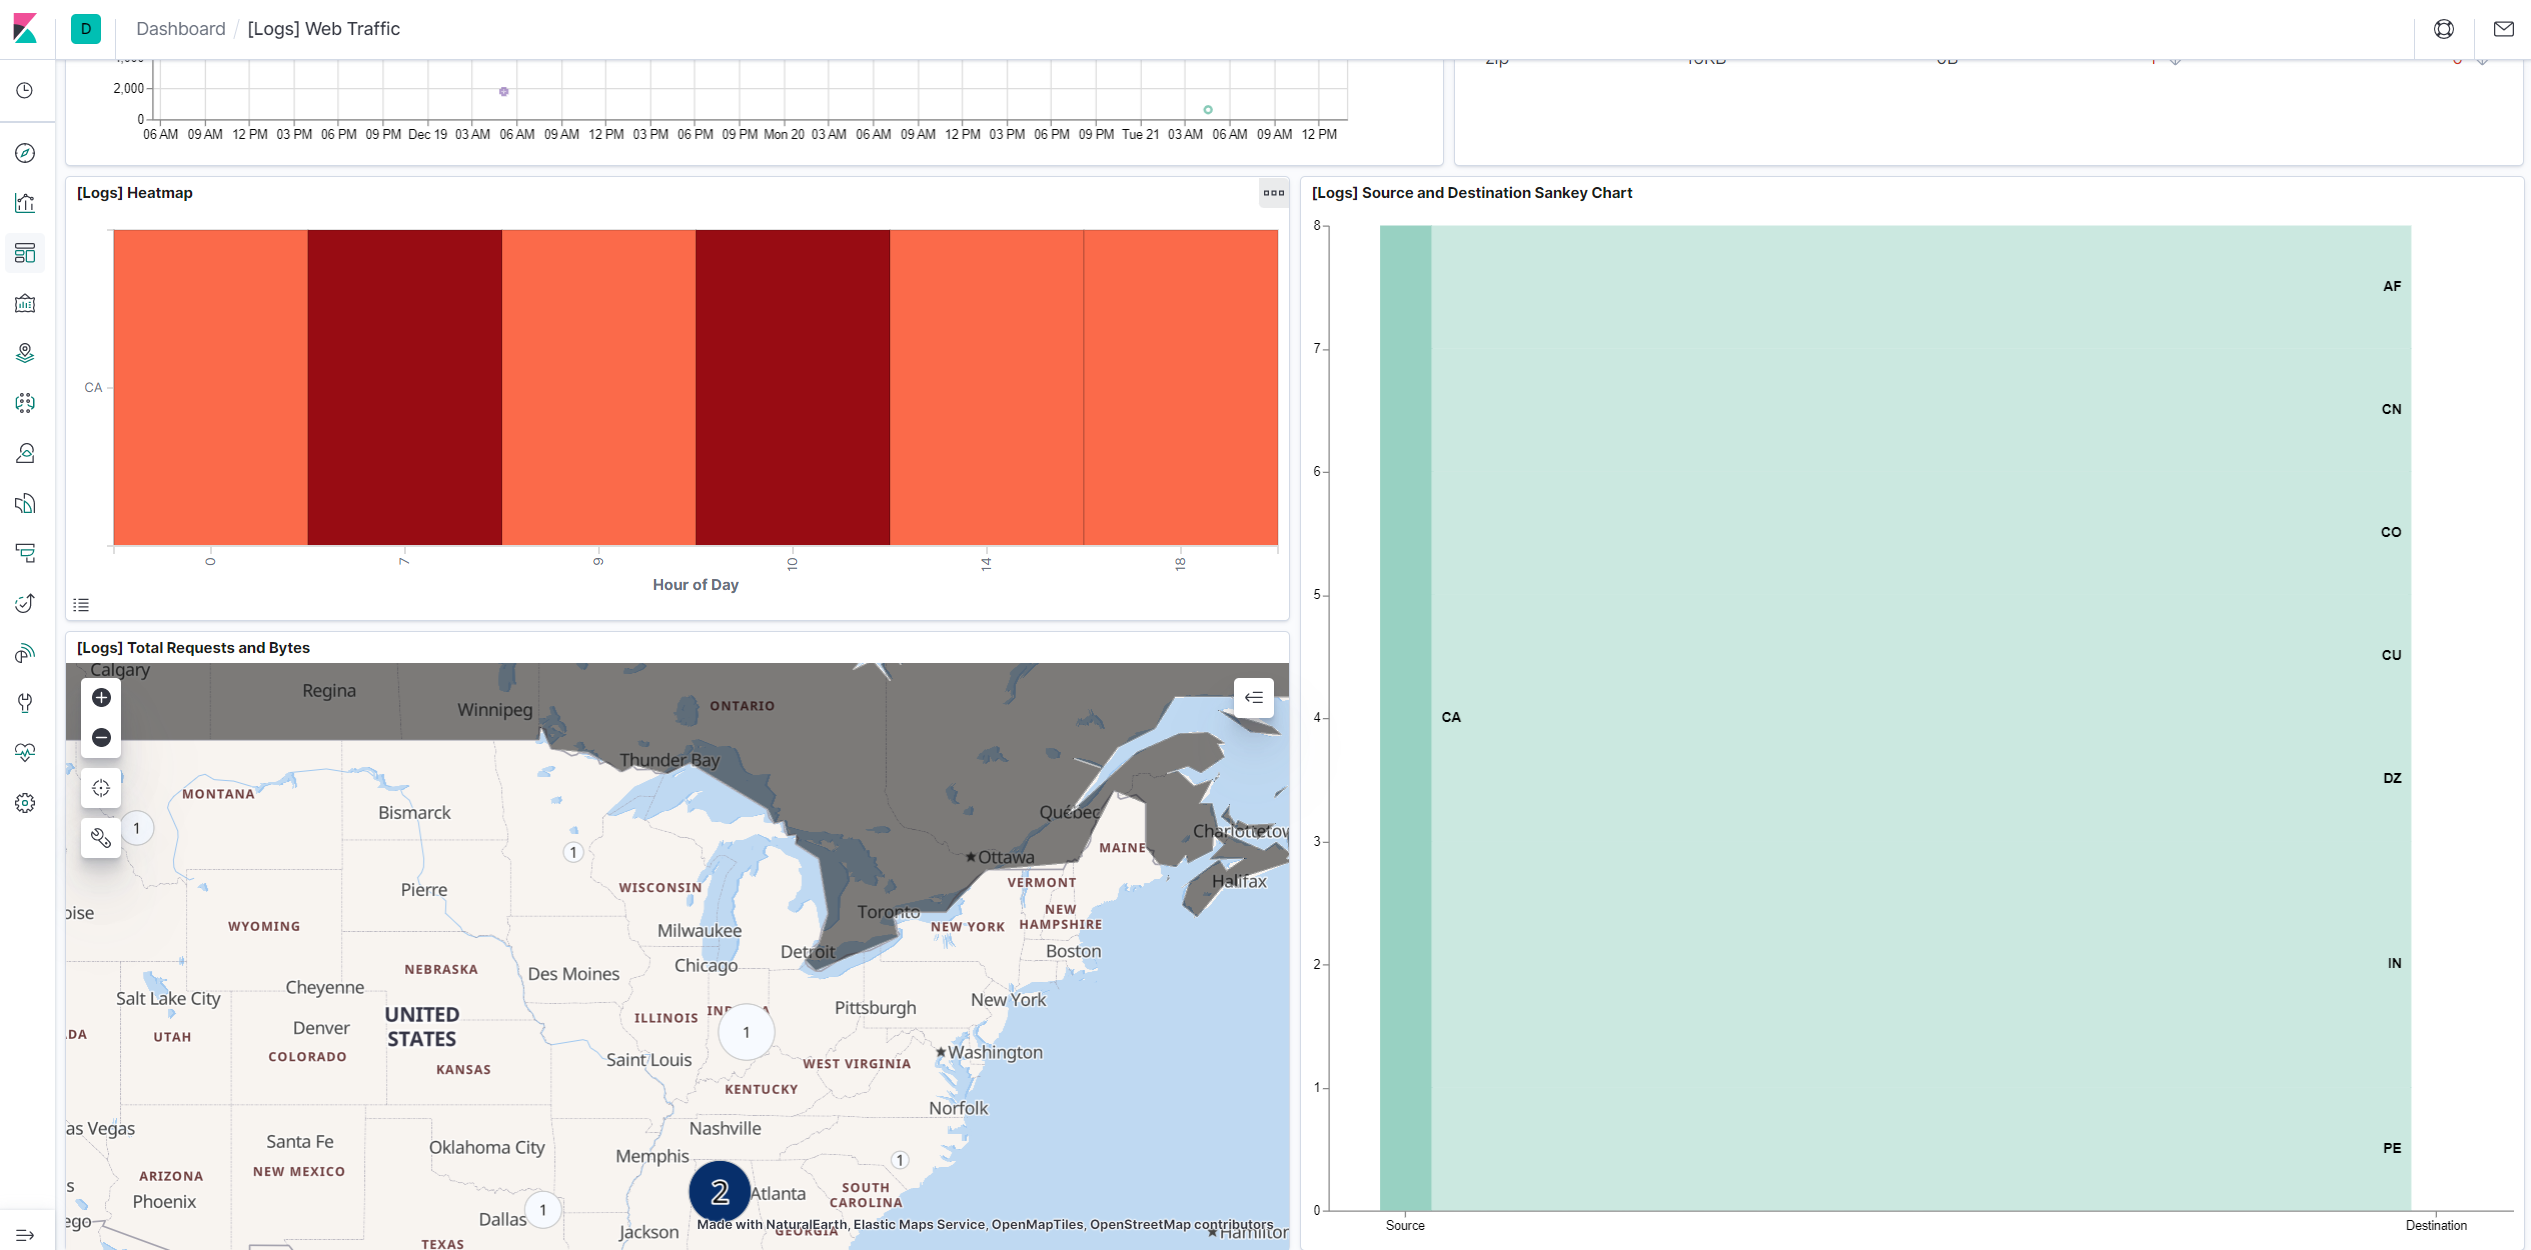 D
Dashboard / [Logs] Web Traffic
2,000
0
06 AM 09 AM 12 PM 03 PM 06 PM 09 PM Dec 19 03 AM 06 AM 09 AM 12 PM 03 PM 06 PM 09 PM Mon 20 03 AM 06 AM 09 AM 12 PM 03 PM 06 PM 09 PM Tue 21 03 AM 06 AM 09 AM 12 PM
[Logs] Heatmap
CA
0 7 9 10 14 18
Hour of Day
[Logs] Source and Destination Sankey Chart
8
7
6
5
4
3
2
1
0
CA
AF
CN
CO
CU
DZ
IN
PE
Source
Destination
[Logs] Total Requests and Bytes
Calgary
Regina
Winnipeg
ONTARIO
Thunder Bay
MONTANA
Bismarck
Québec
1
Charlottetow
1
MAINE
Ottawa
Pierre
WISCONSIN
VERMONT
Halifax
oise
WYOMING
Toronto
NEW
HAMPSHIRE
NEW YORK
Milwaukee
Detroit
Boston
NEBRASKA
Des Moines
Chicago
Cheyenne
Salt Lake City
New York
Pittsburgh
UNITED
STATES
ILLINOIS
1
Denver
UTAH
DA
COLORADO
Saint Louis
WEST VIRGINIA
Washington
KANSAS
KENTUCKY
Norfolk
as Vegas
Nashville
Santa Fe
Oklahoma City
Memphis
1
NEW MEXICO
ARIZONA
Phoenix
s
2
Atlanta
SOUTH
CAROLINA
ego
Dallas
1
Jackson
Made with NaturalEarth, Elastic Maps Service, OpenMapTiles, OpenStreetMap contributors
GEORGIA
Hamilton
TEXAS